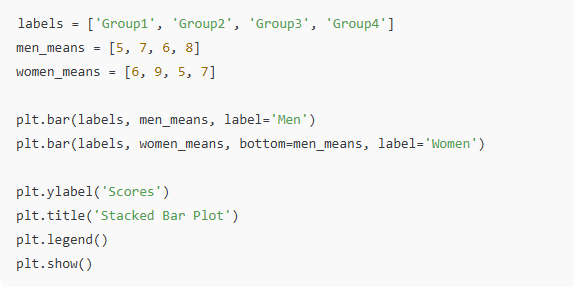 labels = ['Group1', 'Group2', 'Group3', 'Group4']
men_means = [5, 7, 6, 8]
women_means = [6, 9, 5, 7]
plt.bar(labels, men_means, label='Men')
plt.bar(labels, women_means, bottom=men_means, label='Women')
plt.ylabel('Scores')
plt.title('Stacked Bar Plot')
plt.legend()
plt.show()